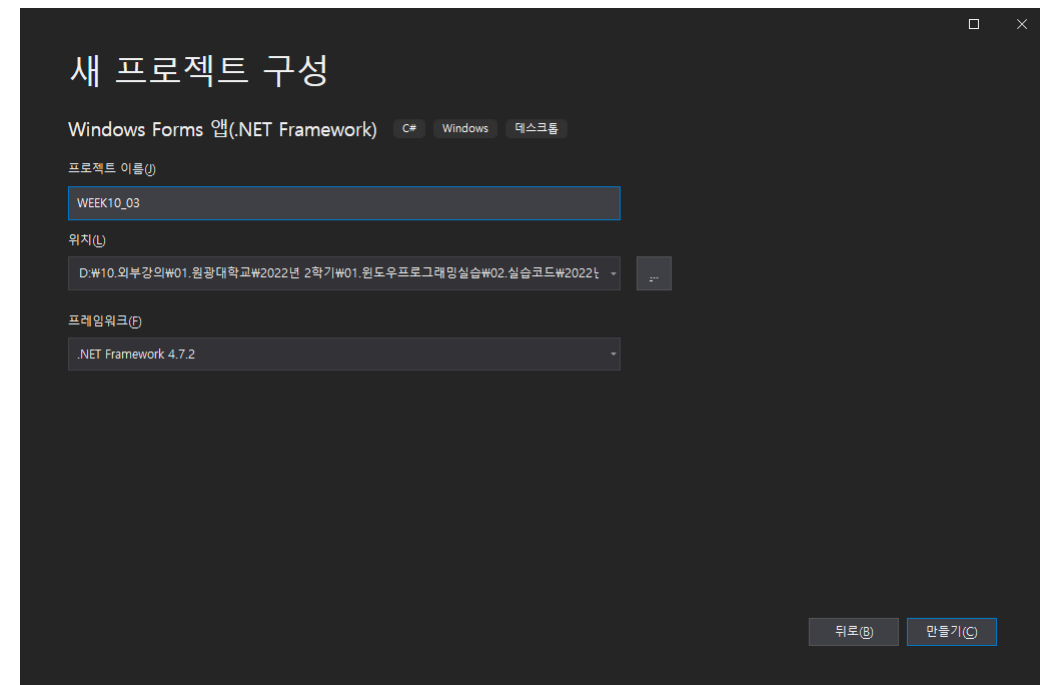 새 프로젝트 구성
Windows Forms 앱(.NET Framework) C# Windows 데스크톱
프로젝트 이름(J)
WEEK10_03
위치(L)
D:₩10.외부강의₩01.원광대학교₩2022년 2학기₩01.윈도우프로그래밍실습₩02.실습코드₩2022 ...
프레임워크(F)
.NET Framework 4.7.2
뒤로(B) 만들기(C)